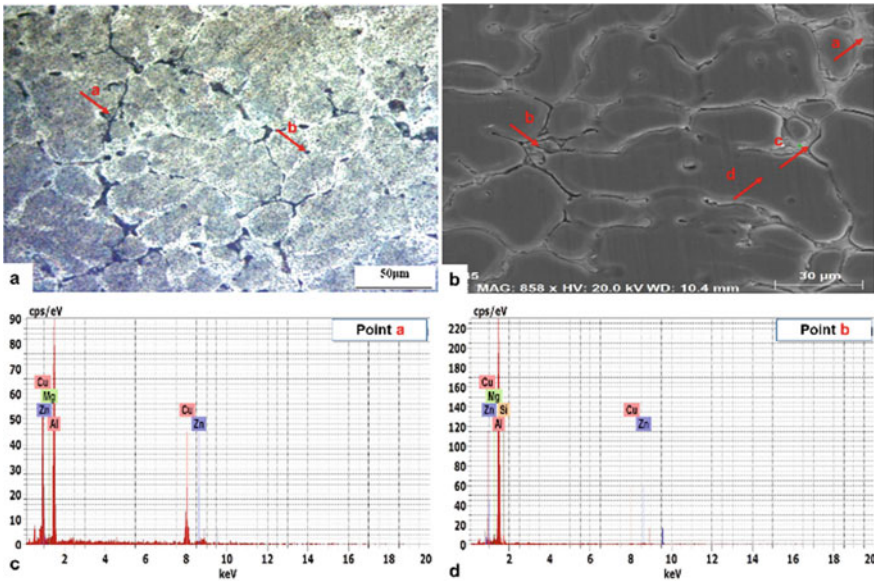 a
b
50μm
a
b
e
c
d
b
MAG: 858 x HV: 20.0 kV WD: 10.4 mm
30 μm
cps/eV
Point a
90
80
70
60
50
40
30
20
10
0
Cu
Mg
Zn
Al
Cu
Zn
2
4
6
8
10
12
14
16
18
20
keV
c
cps/eV
Point b
220
200
180
160
140
120
100
80
60
40
20
0
Cu
Mg
Zn
Si
Al
Cu
Zn
2
4
6
8
10
12
14
16
18
20
keV
d